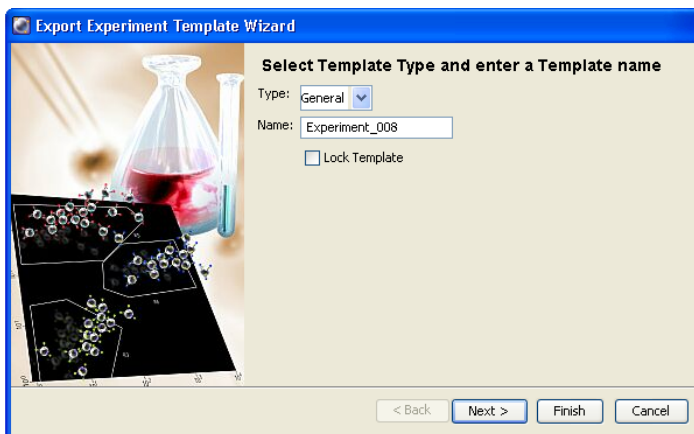 Export Experiment Template Wizard
Select Template Type and enter a Template name
Type: General
Name: Experiment_008
Lock Template
< Back Next > Finish Cancel